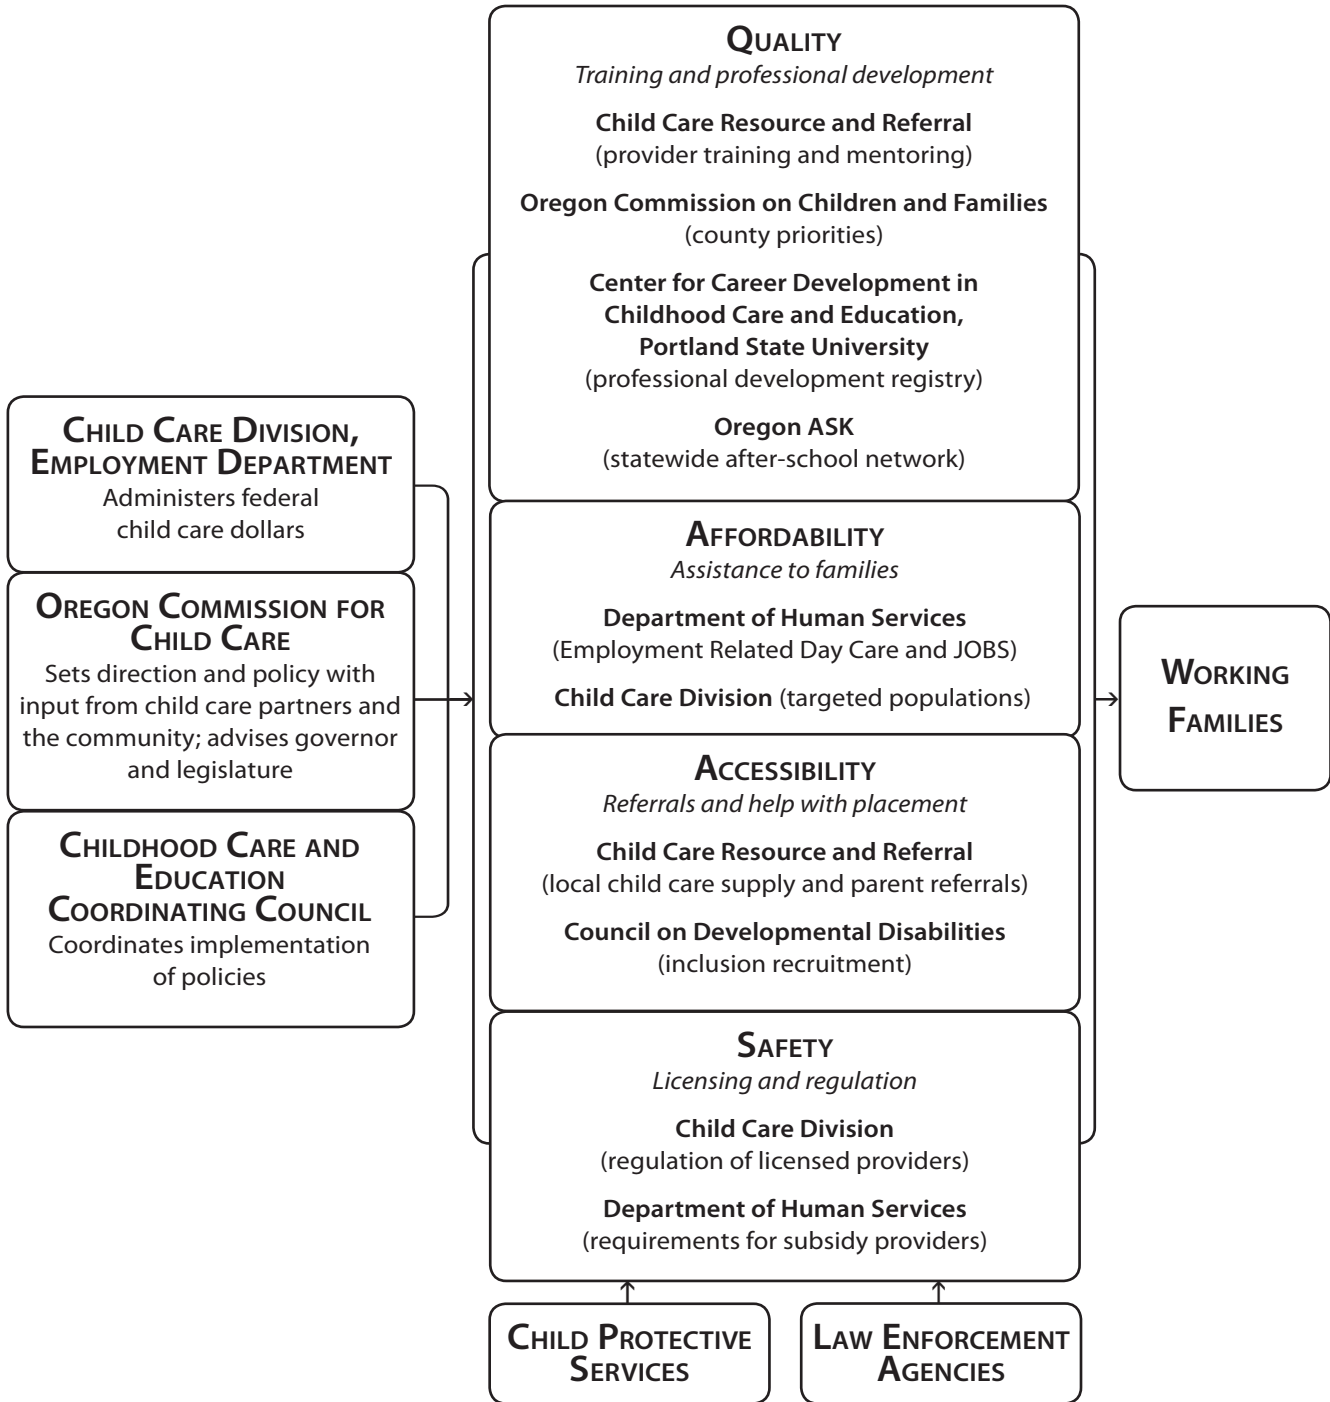 CHILD CARE DIVISION,
EMPLOYMENT DEPARTMENT
Administers federal
child care dollars
OREGON COMMISSION FOR
CHILD CARE
Sets direction and policy with
input from child care partners and
the community; advises governor
and legislature
CHILDHOOD CARE AND
EDUCATION
COORDINATING COUNCIL
Coordinates implementation
of policies
QUALITY
Training and professional development
Child Care Resource and Referral
(provider training and mentoring)
Oregon Commission on Children and Families
(county priorities)
Center for Career Development in
Childhood Care and Education,
Portland State University
(professional development registry)
Oregon ASK
(statewide after-school network)
AFFORDABILITY
Assistance to families
Department of Human Services
(Employment Related Day Care and JOBS)
Child Care Division (targeted populations)
ACCESSIBILITY
Referrals and help with placement
Child Care Resource and Referral
(local child care supply and parent referrals)
Council on Developmental Disabilities
(inclusion recruitment)
SAFETY
Licensing and regulation
Child Care Division
(regulation of licensed providers)
Department of Human Services
(requirements for subsidy providers)
CHILD PROTECTIVE
SERVICES
LAW ENFORCEMENT
AGENCIES
WORKING
FAMILIES